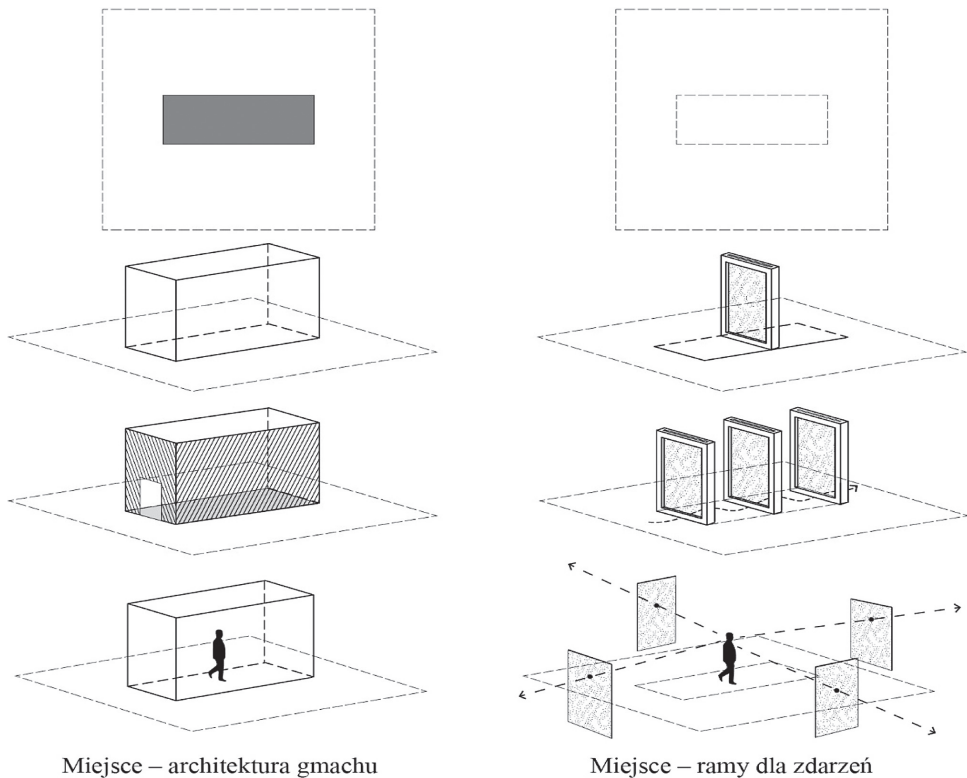 Miejsce – architektura gmachu
Miejsce – ramy dla zdarzeń